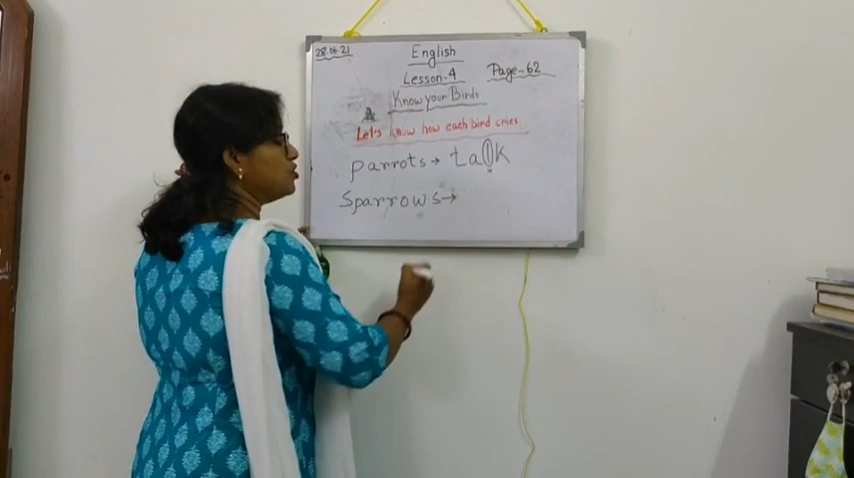 28.06.21
English
Lesson-4 Page-62
Know your Birds
Let's know how each bird cries
parrots → talk
Sparrows →